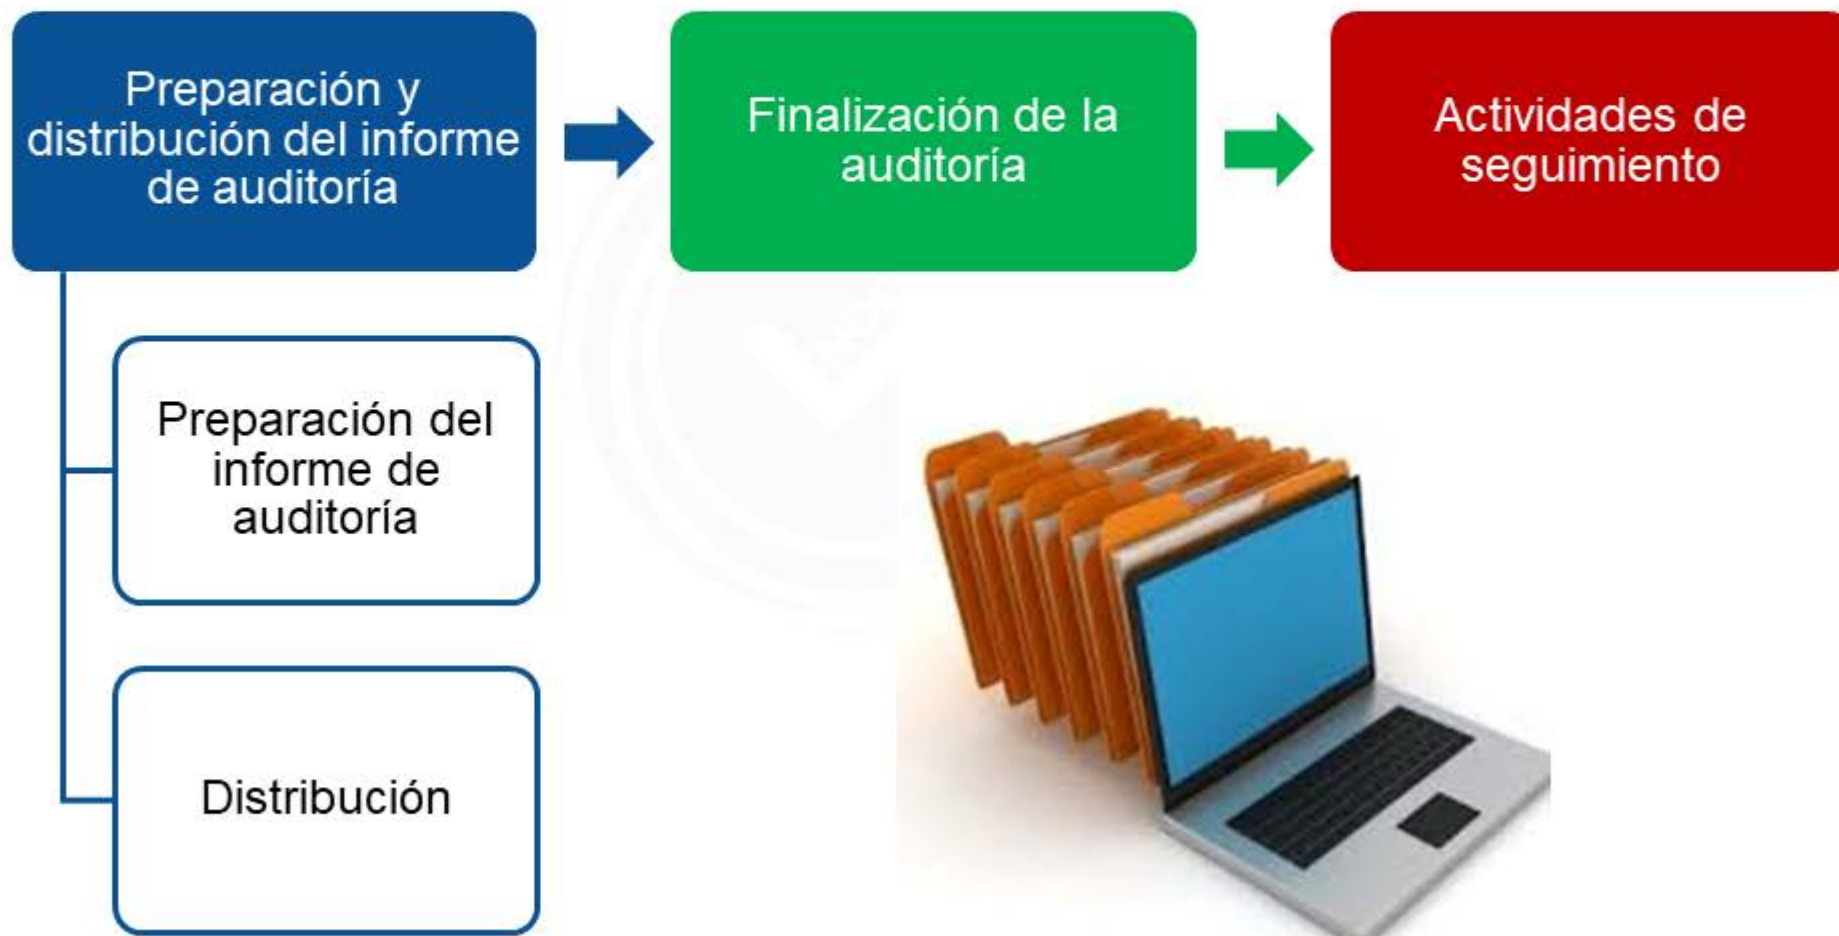 Preparación y
distribución del informe
de auditoría
Finalización de la
auditoría
Actividades de
seguimiento
Preparación del
informe de
auditoría
Distribución